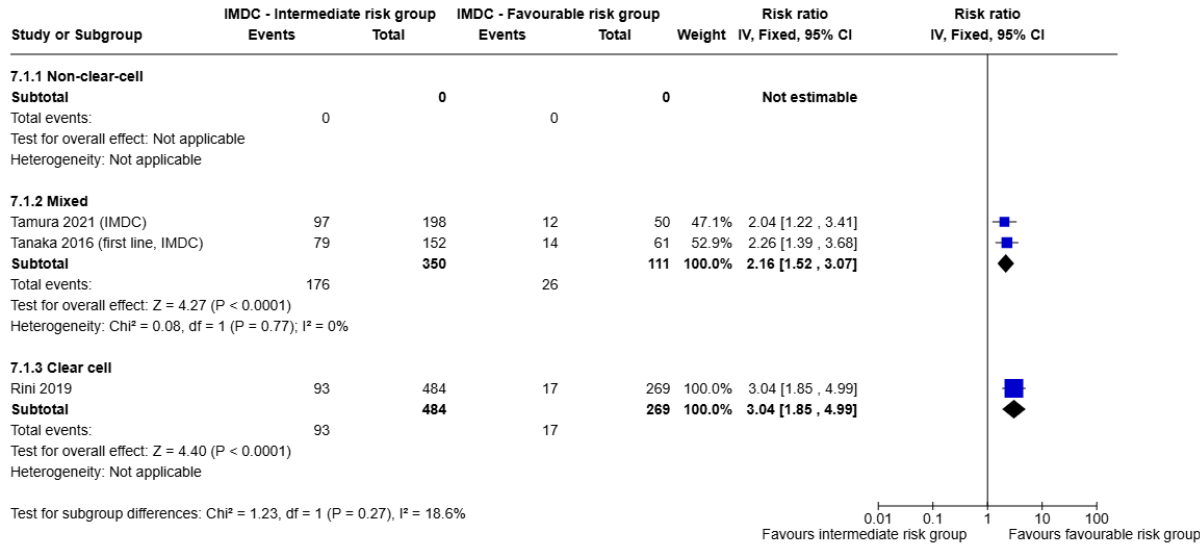 IMDC - Intermediate risk group IMDC - Favourable risk group Risk ratio Risk ratio
Study or Subgroup Events Total Events Total Weight IV, Fixed, 95% CI IV, Fixed, 95% CI
7.1.1 Non-clear-cell
Subtotal 0 0 Not estimable
Total events: 0 0
Test for overall effect: Not applicable
Heterogeneity: Not applicable
7.1.2 Mixed
Tamura 2021 (IMDC) 97 198 12 50 47.1% 2.04 [1.22 , 3.41]
Tanaka 2016 (first line, IMDC) 79 152 14 61 52.9% 2.26 [1.39 , 3.68]
Subtotal 350 111 100.0% 2.16 [1.52 , 3.07]
Total events: 176 26
Test for overall effect: Z = 4.27 (P < 0.0001)
Heterogeneity: Chi² = 0.08, df = 1 (P = 0.77); I² = 0%
7.1.3 Clear cell
Rini 2019 93 484 17 269 100.0% 3.04 [1.85 , 4.99]
Subtotal 484 269 100.0% 3.04 [1.85 , 4.99]
Total events: 93 17
Test for overall effect: Z = 4.40 (P < 0.0001)
Heterogeneity: Not applicable
Test for subgroup differences: Chi² = 1.23, df = 1 (P = 0.27), I² = 18.6%
0.01 0.1 1 10 100
Favours intermediate risk group Favours favourable risk group